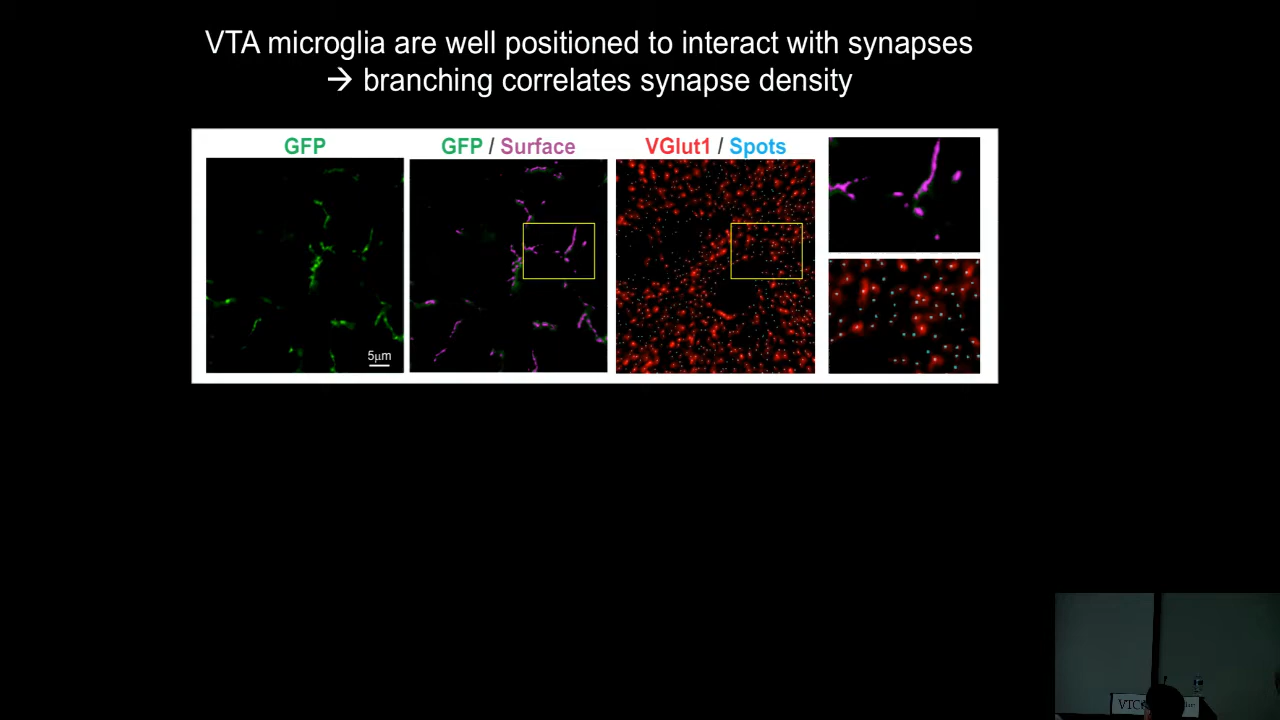 VTA microglia are well positioned to interact with synapses
→ branching correlates synapse density
GFP
GFP / Surface
VGlut1 / Spots
5μm
VTC